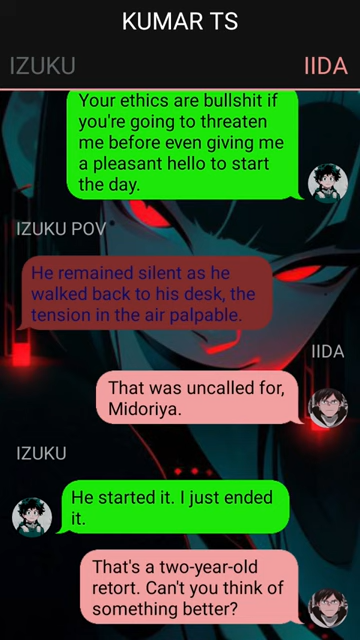 KUMAR TS
IZUKU
IIDA
Your ethics are bullshit if
you're going to threaten
me before even giving me
a pleasant hello to start
the day.
IZUKU POV
He remained silent as he
walked back to his desk, the
tension in the air palpable.
IIDA
That was uncalled for,
Midoriya.
IZUKU
He started it. I just ended
it.
That's a two-year-old
retort. Can't you think of
something better?